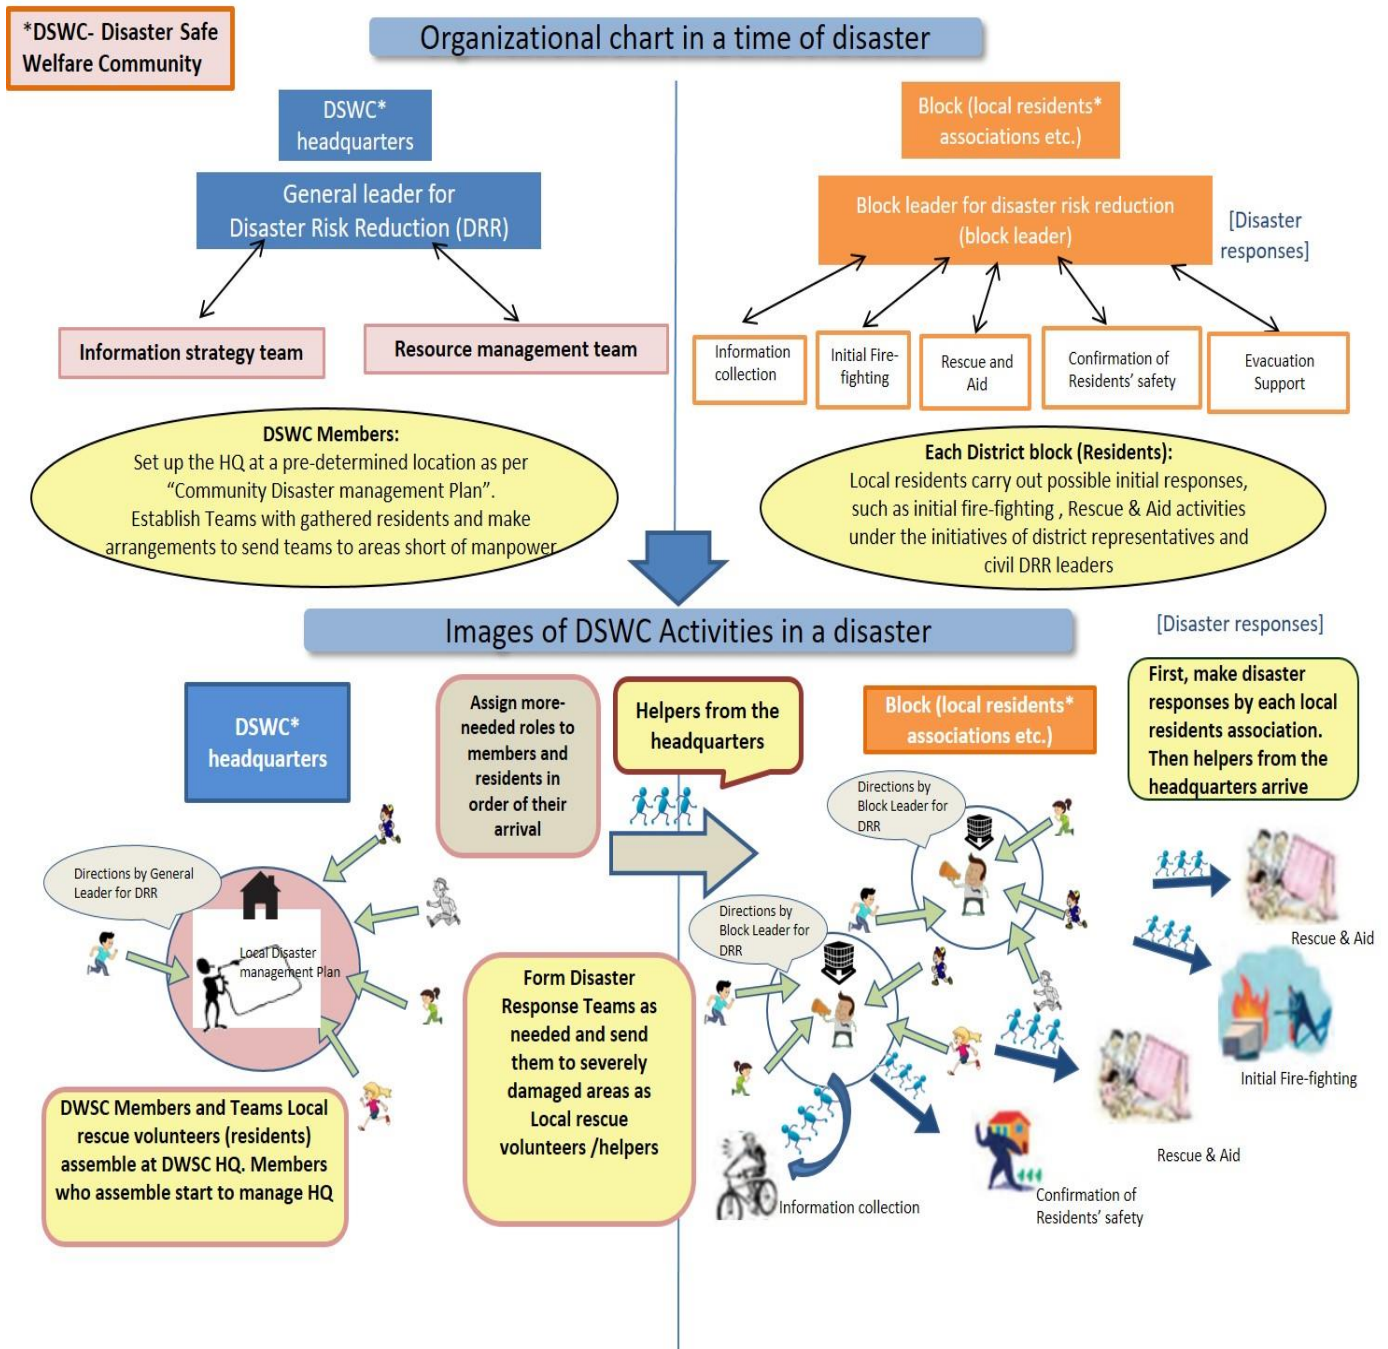 *DSWC- Disaster Safe
Welfare Community
Organizational chart in a time of disaster
DSWC*
headquarters
General leader for
Disaster Risk Reduction (DRR)
Information strategy team
Resource management team
Block (local residents*
associations etc.)
Block leader for disaster risk reduction
(block leader)
[Disaster
responses]
Information
collection
Initial Fire-
fighting
Rescue and
Aid
Confirmation of
Residents' safety
Evacuation
Support
DSWC Members:
Set up the HQ at a pre-determined location as per
“Community Disaster management Plan”.
Establish Teams with gathered residents and make
arrangements to send teams to areas short of manpower
Each District block (Residents):
Local residents carry out possible initial responses,
such as initial fire-fighting , Rescue & Aid activities
under the initiatives of district representatives and
civil DRR leaders
Images of DSWC Activities in a disaster
[Disaster responses]
DSWC*
headquarters
Assign more-
needed roles to
members and
residents in
order of their
arrival
Helpers from the
headquarters
Block (local residents*
associations etc.)
First, make disaster
responses by each local
residents association.
Then helpers from the
headquarters arrive
Directions by General
Leader for DRR
Local Disaster
management Plan
Directions by
Block Leader for
DRR
Directions by
Block Leader for
DRR
Form Disaster
Response Teams as
needed and send
them to severely
damaged areas as
Local rescue
volunteers /helpers
DWSC Members and Teams Local
rescue volunteers (residents)
assemble at DWSC HQ. Members
who assemble start to manage HQ
Rescue & Aid
Initial Fire-fighting
Rescue & Aid
Confirmation of
Residents' safety
Information collection